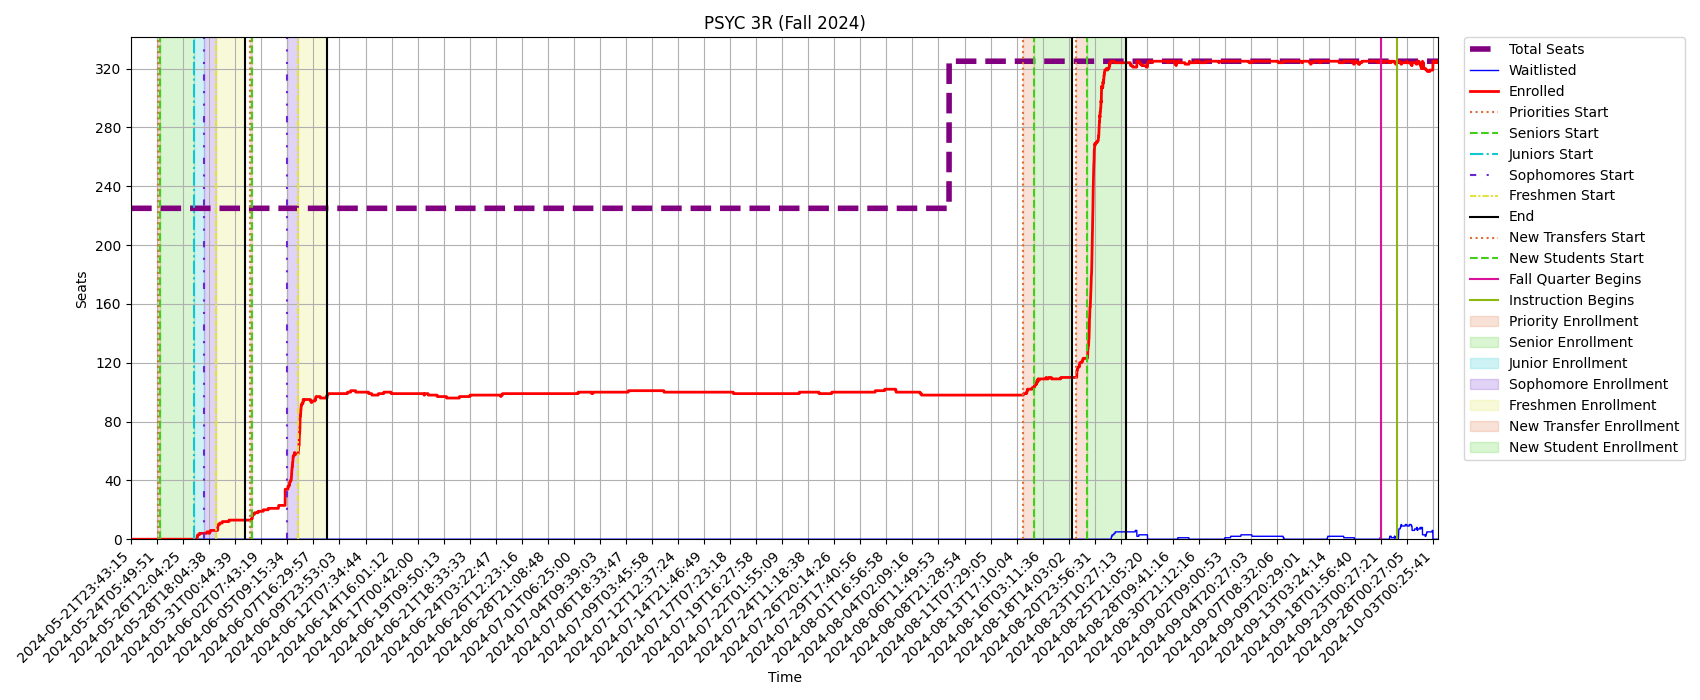 PSYC 3R (Fall 2024)
Seats
320
280
240
200
160
120
80
40
0
2024-05-21T23:43:15
2024-05-24T05:49:51
2024-05-26T12:04:25
2024-05-28T18:04:38
2024-05-31T00:44:39
2024-06-02T07:43:19
2024-06-05T09:15:34
2024-06-07T16:29:57
2024-06-09T23:53:03
2024-06-12T07:34:44
2024-06-14T16:01:12
2024-06-17T00:42:00
2024-06-19T09:50:13
2024-06-21T18:33:33
2024-06-24T03:22:47
2024-06-26T12:23:16
2024-06-28T21:08:48
2024-07-01T06:25:00
2024-07-04T09:39:03
2024-07-06T18:33:47
2024-07-09T03:45:58
2024-07-12T12:37:24
2024-07-14T21:46:49
2024-07-17T07:23:18
2024-07-19T16:27:58
2024-07-22T01:55:09
2024-07-24T11:18:38
2024-07-26T20:14:26
2024-07-29T17:40:56
2024-08-01T16:56:58
2024-08-04T02:09:16
2024-08-06T11:49:53
2024-08-08T21:28:54
2024-08-11T07:29:05
2024-08-13T17:10:04
2024-08-16T03:11:36
2024-08-18T14:03:02
2024-08-20T23:56:31
2024-08-23T10:27:13
2024-08-25T21:05:20
2024-08-28T09:41:16
2024-08-30T21:12:16
2024-09-02T09:00:53
2024-09-04T20:27:03
2024-09-07T08:32:06
2024-09-09T20:29:01
2024-09-13T03:24:14
2024-09-18T01:56:40
2024-09-23T00:27:21
2024-09-28T00:27:05
2024-10-03T00:25:41
Time
Total Seats
Waitlisted
Enrolled
Priorities Start
Seniors Start
Juniors Start
Sophomores Start
Freshmen Start
End
New Transfers Start
New Students Start
Fall Quarter Begins
Instruction Begins
Priority Enrollment
Senior Enrollment
Junior Enrollment
Sophomore Enrollment
Freshmen Enrollment
New Transfer Enrollment
New Student Enrollment